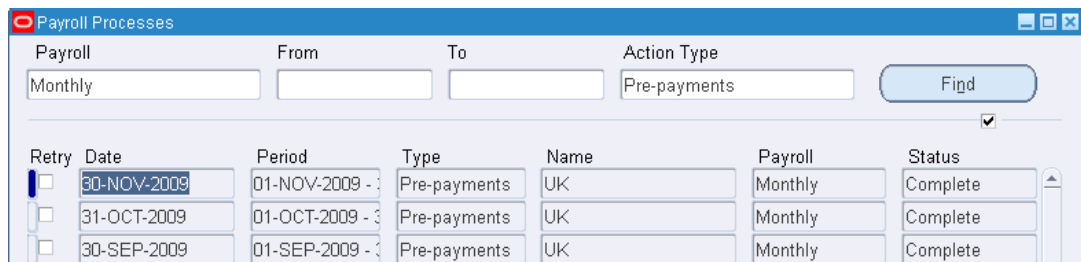 Payroll Processes
Payroll From To Action Type
Monthly Pre-payments Find
Retry Date Period Type Name Payroll Status
30-NOV-2009 01-NOV-2009 - Pre-payments UK Monthly Complete
31-OCT-2009 01-OCT-2009 - 3 Pre-payments UK Monthly Complete
30-SEP-2009 01-SEP-2009 - Pre-payments UK Monthly Complete